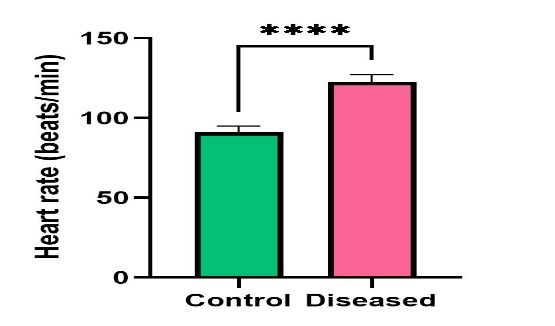 ****
150
100
50
0
Heart rate (beats/min)
Control Diseased